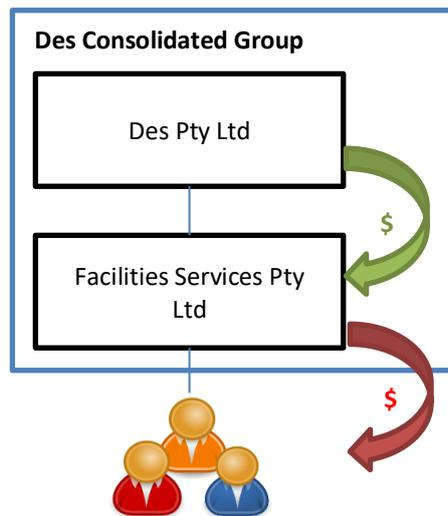 Des Consolidated Group
Des Pty Ltd
$
Facilities Services Pty
Ltd
$